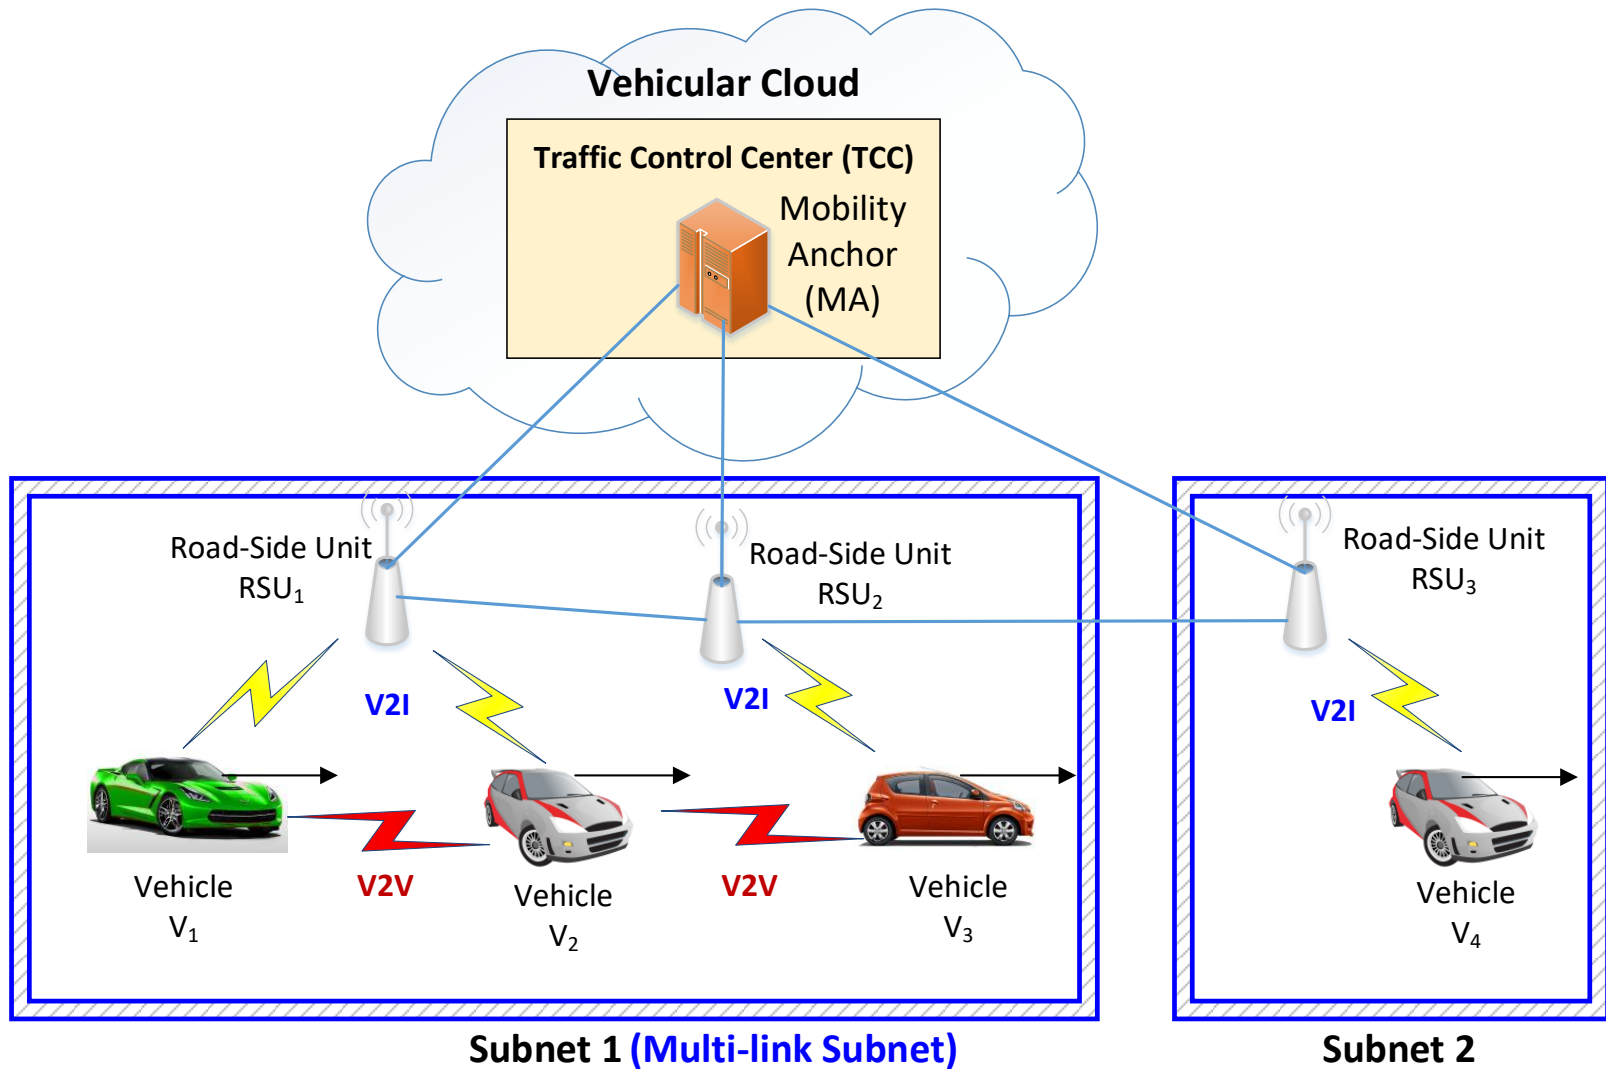 Vehicular Cloud
Traffic Control Center (TCC)
Mobility
Anchor
(MA)
Road-Side Unit
RSU₁
Road-Side Unit
RSU₂
Road-Side Unit
RSU₃
V2I
V2I
V2I
Vehicle
V₁
V2V
Vehicle
V₂
V2V
Vehicle
V₃
Vehicle
V₄
Subnet 1 (Multi-link Subnet)
Subnet 2